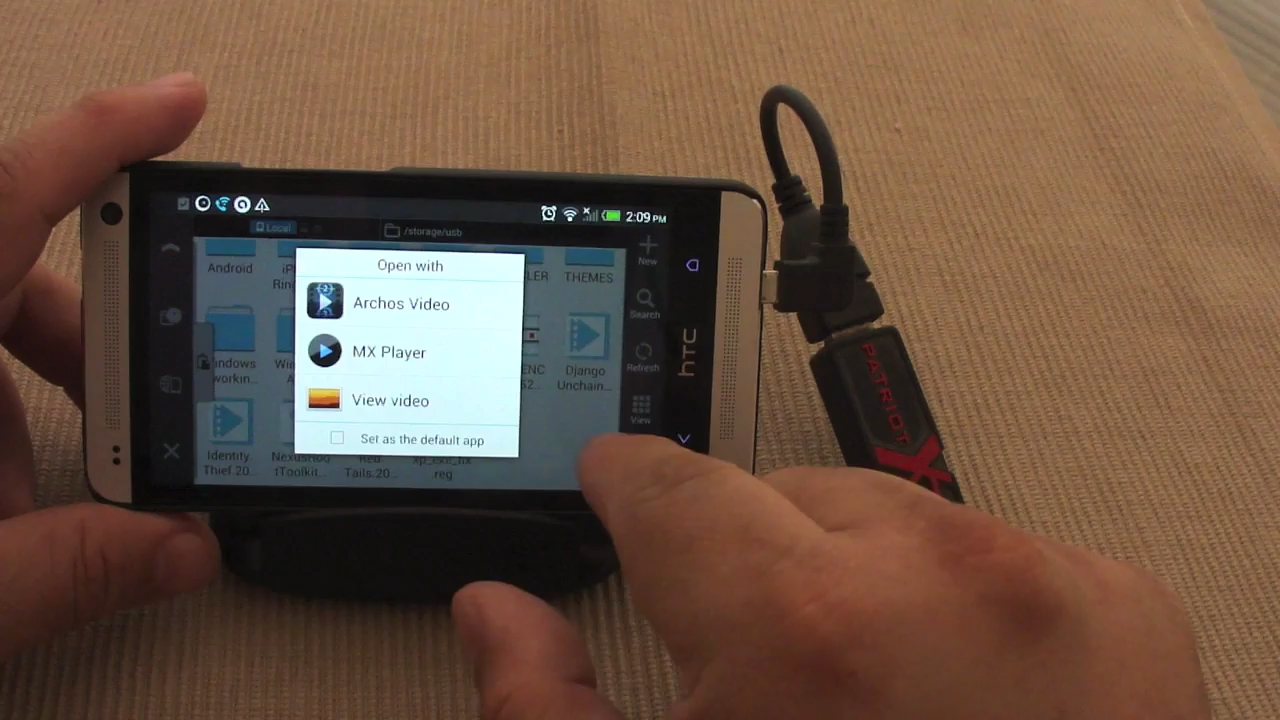 2:09 PM
Local
/storage/usb
Android
THEMES
New
Open with
Archos Video
MX Player
View video
Set as the default app
Search
Refresh
View
Django
Unchain...
Identity
Thief.20...
Tails.20...
reg
hTC
PATRIOT
X